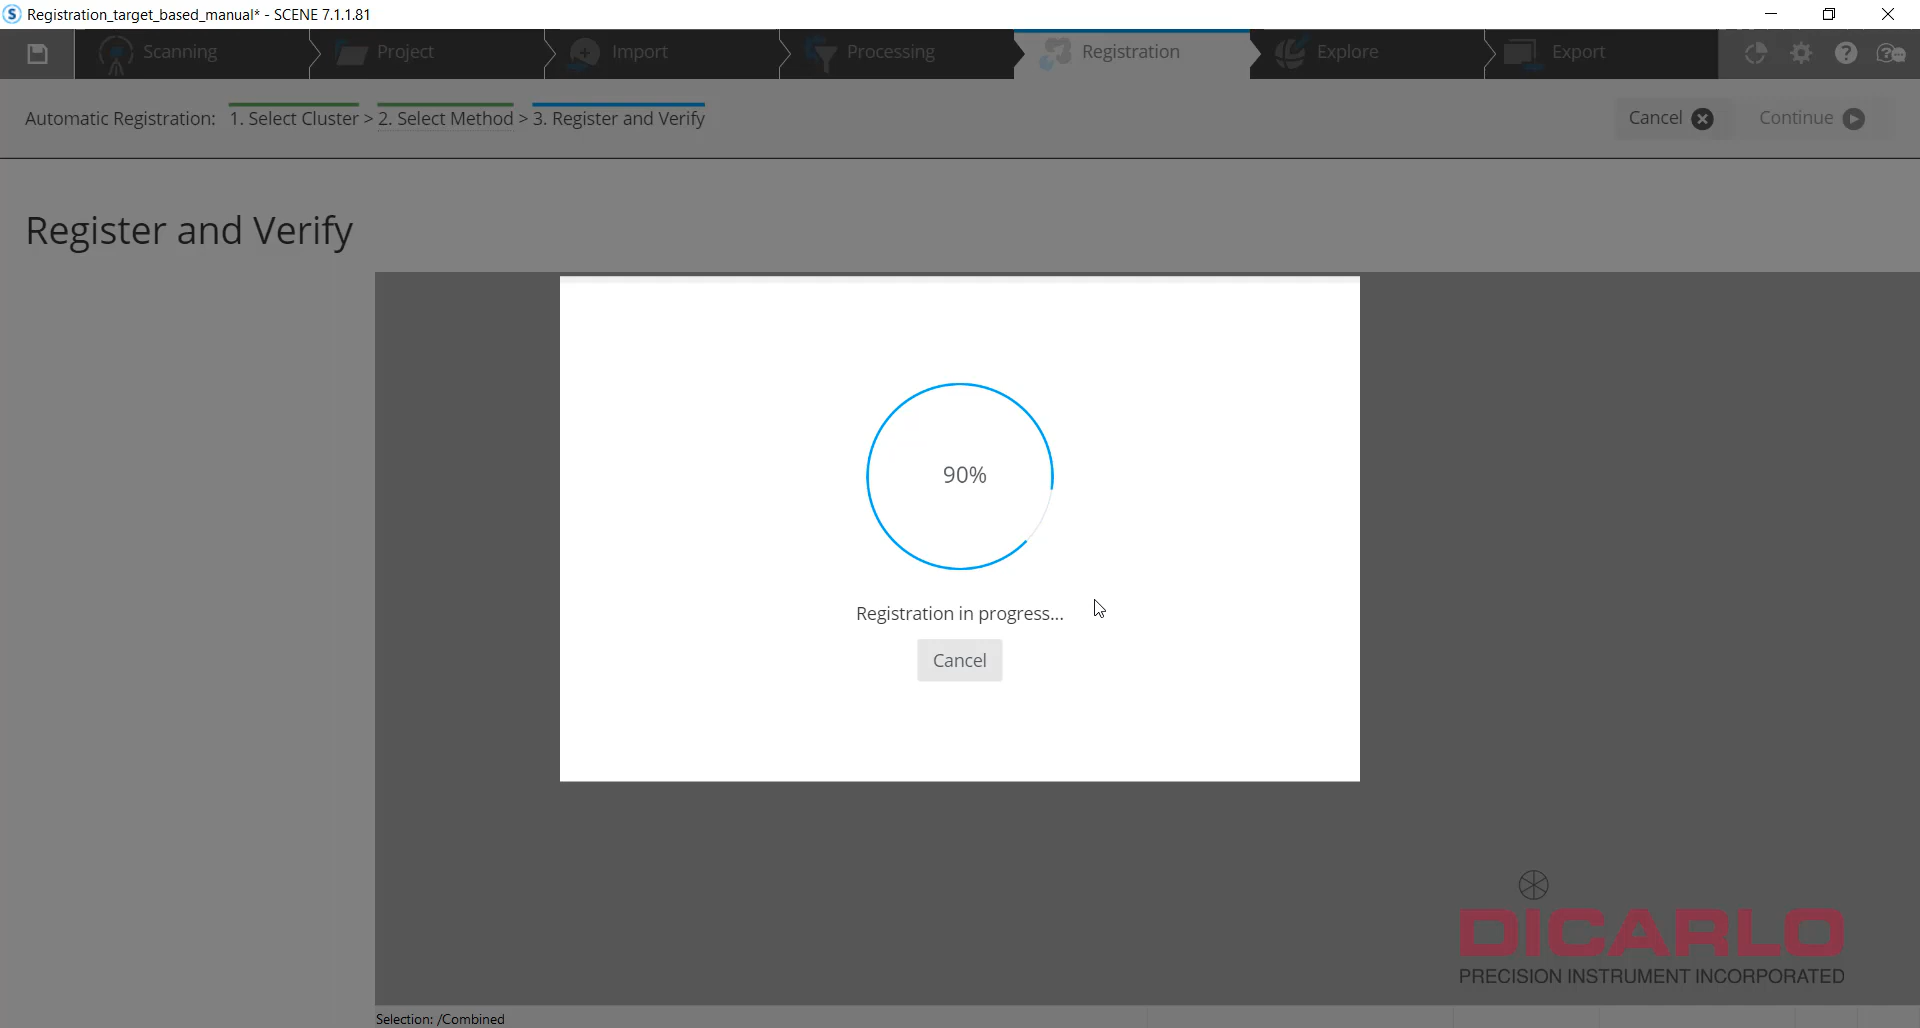 Registration_target_based_manual* - SCENE 7.1.1.81
Scanning
Project
Import
Processing
Registration
Explore
Export
Automatic Registration: 1. Select Cluster > 2. Select Method > 3. Register and Verify
Cancel
Continue
Register and Verify
90%
Registration in progress...
Cancel
DICARLO
PRECISION INSTRUMENT INCORPORATED
Selection: /Combined